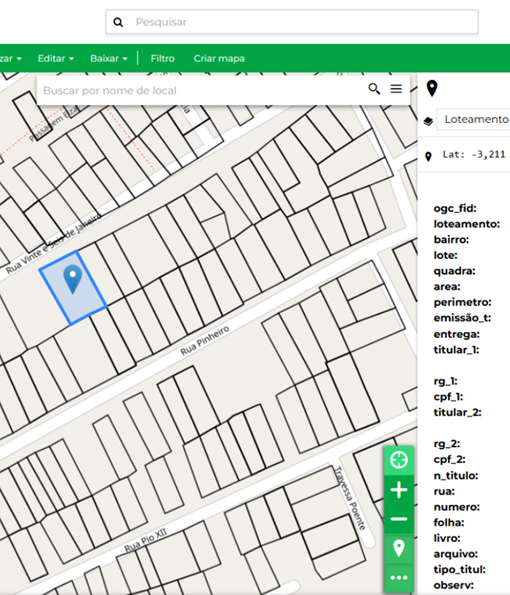 Pesquisar
zar Editar Baixar Filtro Criar mapa
Buscar por nome de local
Loteamento
Lat: -3,211
Passagem
Rua Vinte e Seis de Janeiro
Rua Pinheiro
Travessa Poente
Rua Pio XII
ogc_fid:
loteamento:
bairro:
lote:
quadra:
area:
perimetro:
emissão_t:
entrega:
titular_1:
rg_1:
cpf_1:
titular_2:
rg_2:
cpf_2:
n_titulo:
rua:
numero:
folha:
livro:
arquivo:
tipo_titul:
observ: